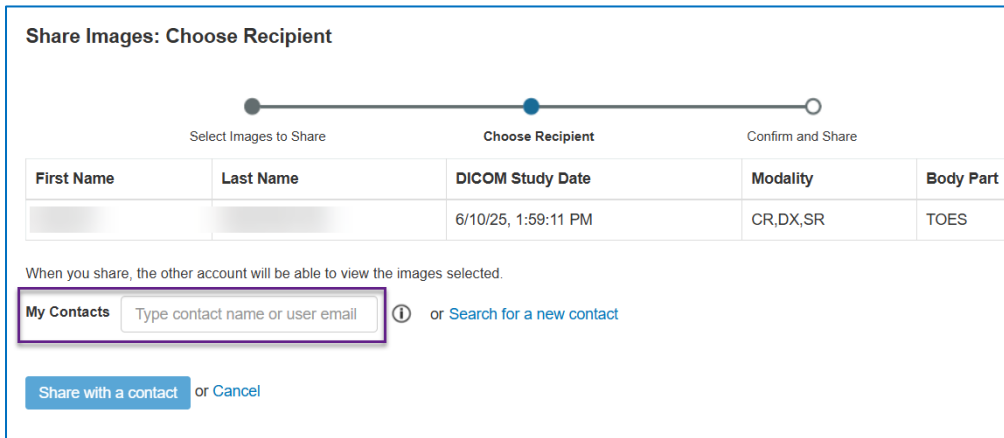 Share Images: Choose Recipient
Select Images to Share Choose Recipient Confirm and Share
First Name Last Name DICOM Study Date Modality Body Part
6/10/25, 1:59:11 PM CR,DX,SR TOES
When you share, the other account will be able to view the images selected.
My Contacts Type contact name or user email or Search for a new contact
Share with a contact or Cancel